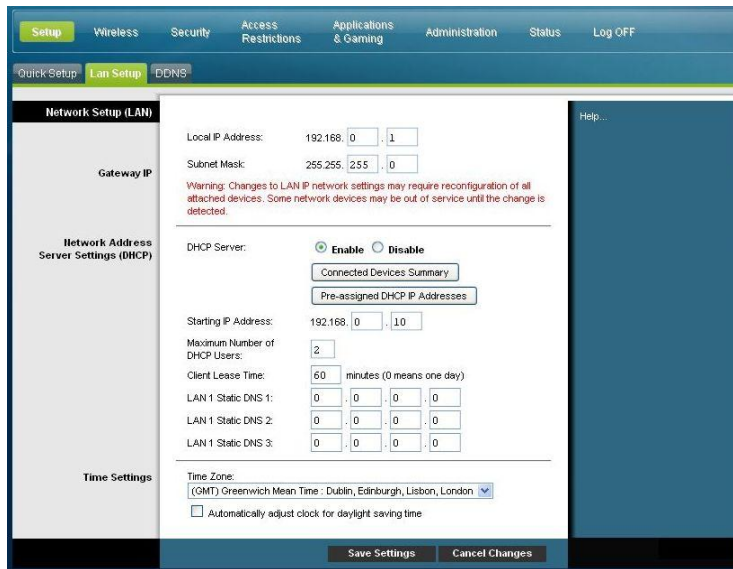 Setup Wireless Security Access Restrictions Applications & Gaming Administration Status Log OFF
Quick Setup Lan Setup DDNS
Network Setup (LAN)
Help...
Gateway IP
Local IP Address: 192.168. 0 . 1
Subnet Mask: 255.255. 255 . 0
Warning: Changes to LAN IP network settings may require reconfiguration of all
attached devices. Some network devices may be out of service until the change is
detected.
Network Address
Server Settings (DHCP)
DHCP Server: Enable Disable
Connected Devices Summary
Pre-assigned DHCP IP Addresses
Starting IP Address: 192.168. 0 . 10
Maximum Number of
DHCP Users: 2
Client Lease Time: 60 minutes (0 means one day)
LAN 1 Static DNS 1: 0 . 0 . 0 . 0
LAN 1 Static DNS 2: 0 . 0 . 0 . 0
LAN 1 Static DNS 3: 0 . 0 . 0 . 0
Time Settings
Time Zone:
(GMT) Greenwich Mean Time : Dublin, Edinburgh, Lisbon, London
Automatically adjust clock for daylight saving time
Save Settings Cancel Changes